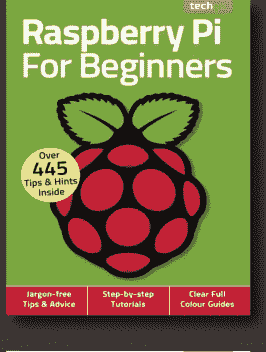 tech
Raspberry Pi
For Beginners
Over
445
Tips & Hints
Inside
Jargon-free
Tips & Advice
Step-by-step
Tutorials
Clear Full
Colour Guides